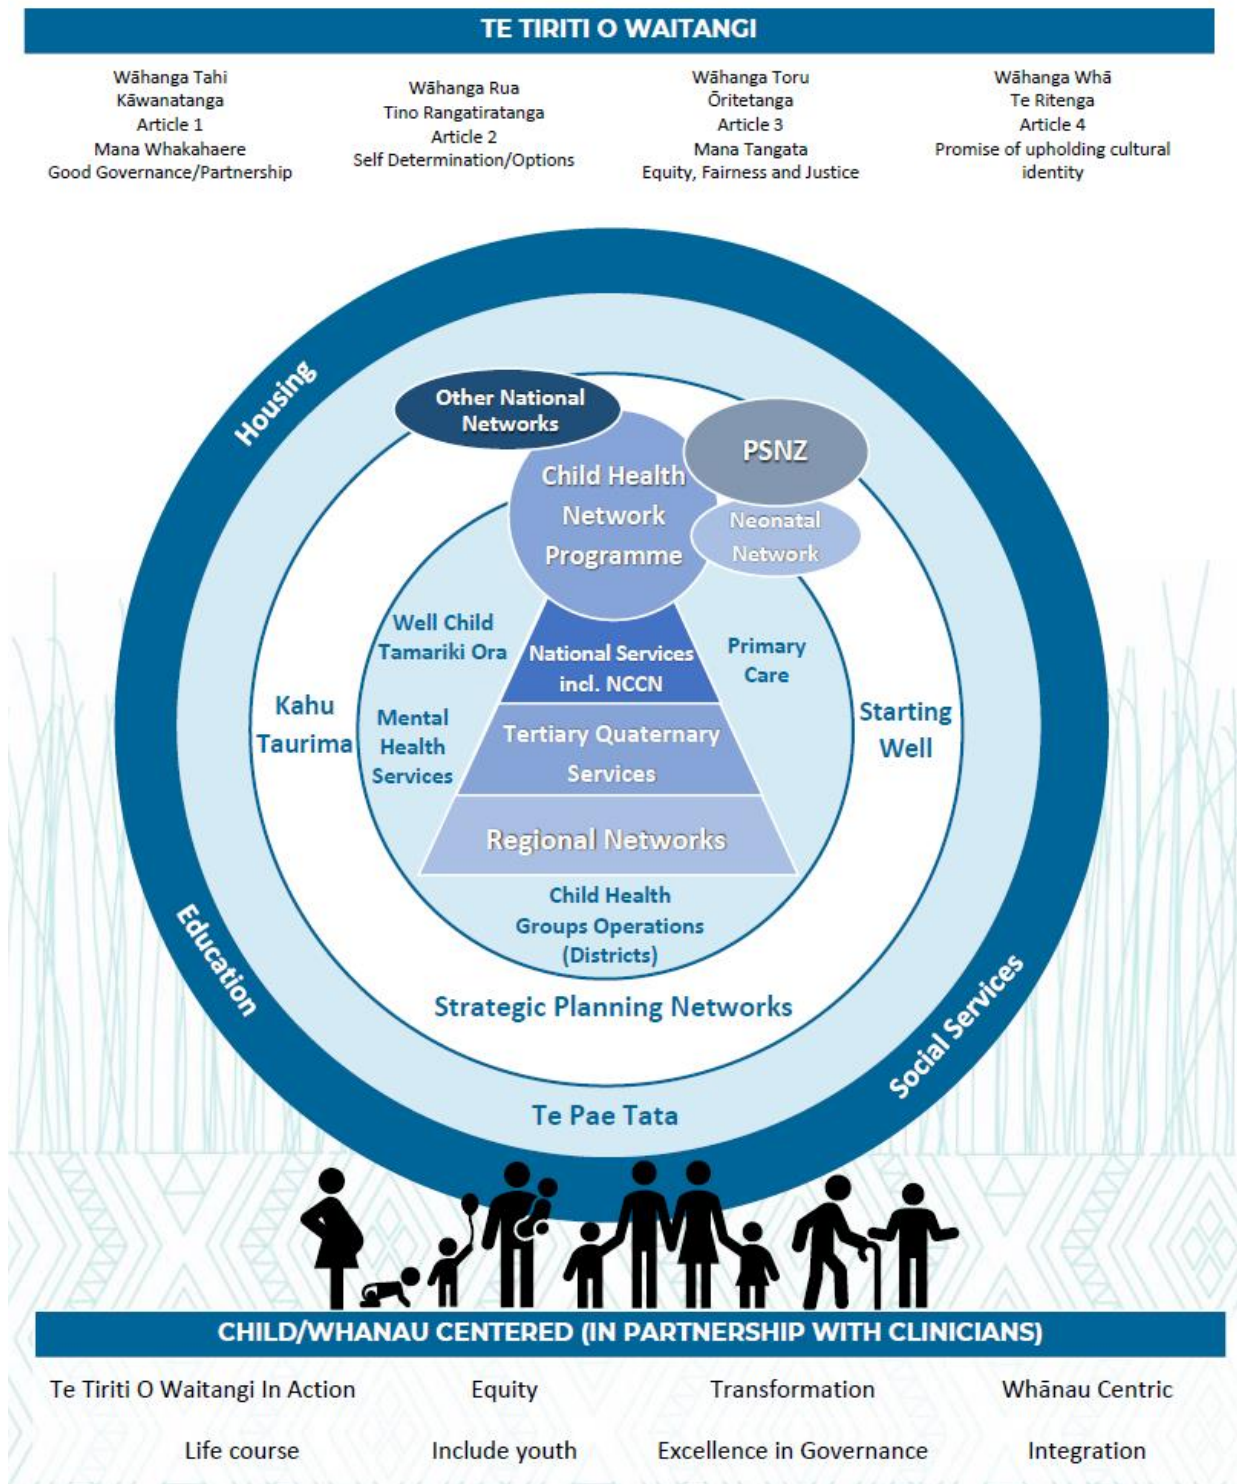 TE TIRITI O WAITANGI
Wāhanga Tahi
Kāwanatanga
Article 1
Mana Whakahaere
Good Governance/Partnership
Wāhanga Rua
Tino Rangatiratanga
Article 2
Self Determination/Options
Wāhanga Toru
Ōritetanga
Article 3
Mana Tangata
Equity, Fairness and Justice
Wāhanga Whā
Te Ritenga
Article 4
Promise of upholding cultural
identity
Housing
Other National
Networks
PSNZ
Child Health
Network
Programme
Neonatal
Network
Well Child
Tamariki Ora
National Services
incl. NCCN
Primary
Care
Kahu
Taurima
Mental
Health
Services
Tertiary Quaternary
Services
Starting
Well
Regional Networks
Child Health
Groups Operations
(Districts)
Education
Strategic Planning Networks
Social Services
Te Pae Tata
CHILD/WHANAU CENTERED (IN PARTNERSHIP WITH CLINICIANS)
Te Tiriti O Waitangi In Action
Equity
Transformation
Whānau Centric
Life course
Include youth
Excellence in Governance
Integration